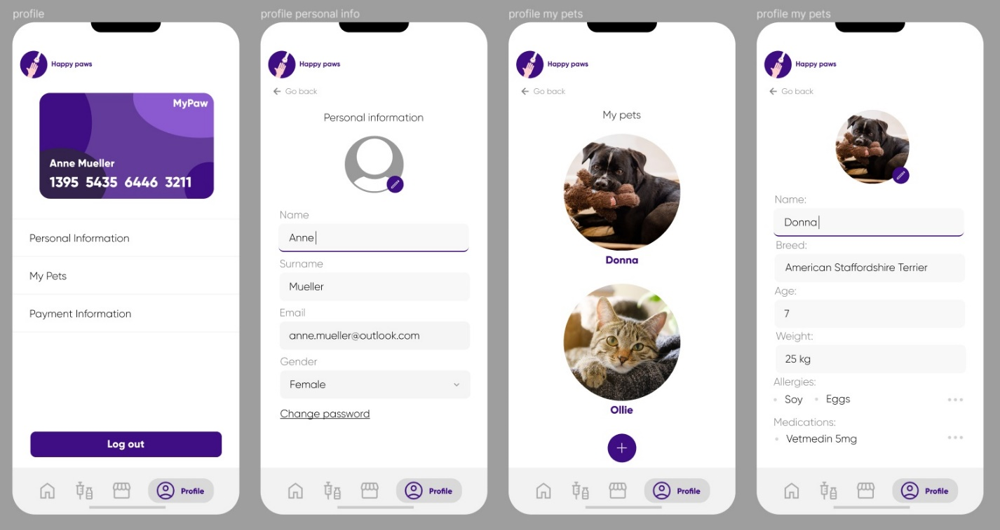 profile
Happy paws
MyPaw
Anne Mueller
1395 5435 6446 3211
Personal Information
My Pets
Payment Information
Log out
Profile
profile personal info
Happy paws
Go back
Personal information
Name
Anne
Surname
Mueller
Email
anne.mueller@outlook.com
Gender
Female
Change password
Profile
profile my pets
Happy paws
Go back
My pets
Donna
Ollie
Profile
profile my pets
Happy paws
Go back
Name:
Donna
Breed:
American Staffordshire Terrier
Age:
7
Weight:
25 kg
Allergies:
Soy Eggs
Medications:
Vetmedin 5mg
Profile